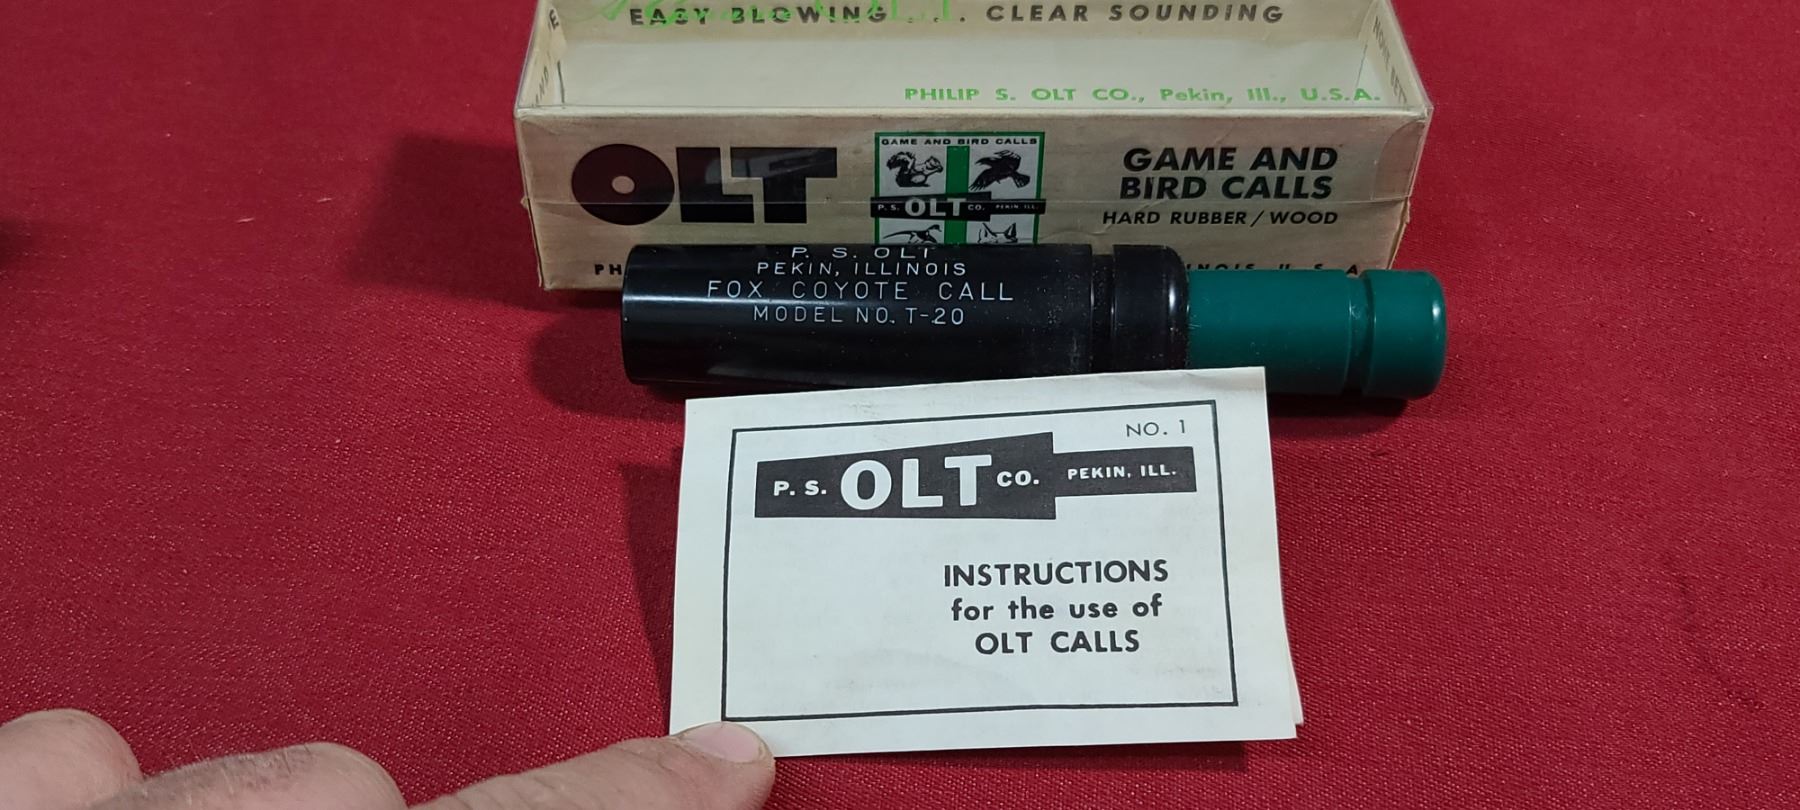 EASY BLOWING . . . CLEAR SOUNDING
PHILIP S. OLT CO., Pekin, Ill., U.S.A.
OLT
GAME AND BIRD CALLS
P. S. OLT CO. PEKIN, ILL.
GAME AND
BIRD CALLS
HARD RUBBER / WOOD
P. S. OLT
PEKIN, ILLINOIS
FOX COYOTE CALL
MODEL NO. T-20
NO. 1
P. S. OLT CO. PEKIN, ILL.
INSTRUCTIONS
for the use of
OLT CALLS